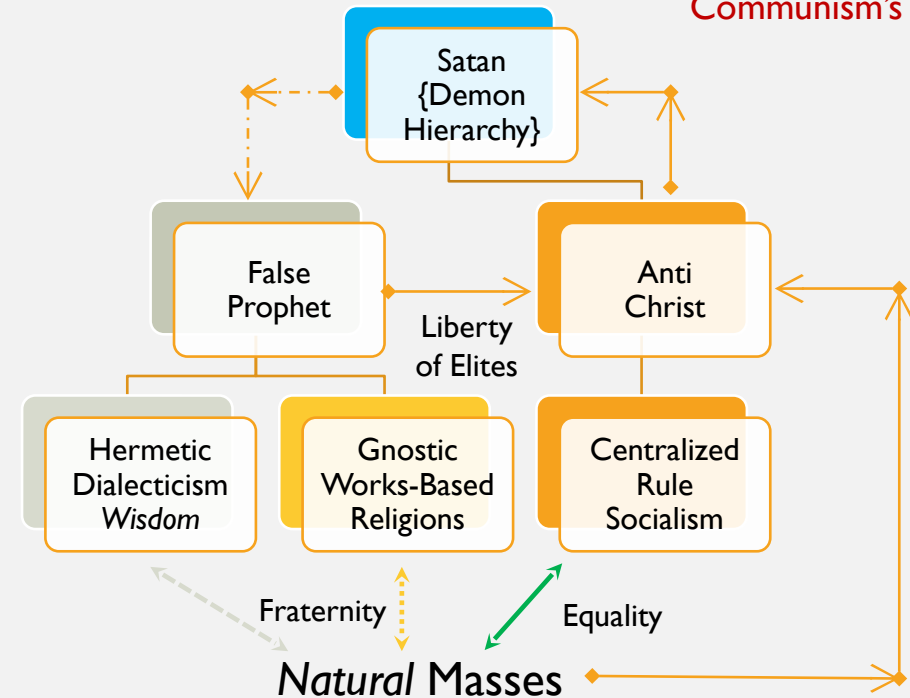 Communism's
Satan
{Demon
Hierarchy}
False
Prophet
Anti
Christ
Liberty
of Elites
Hermetic
Dialecticism
Wisdom
Gnostic
Works-Based
Religions
Centralized
Rule
Socialism
Fraternity
Equality
Natural Masses